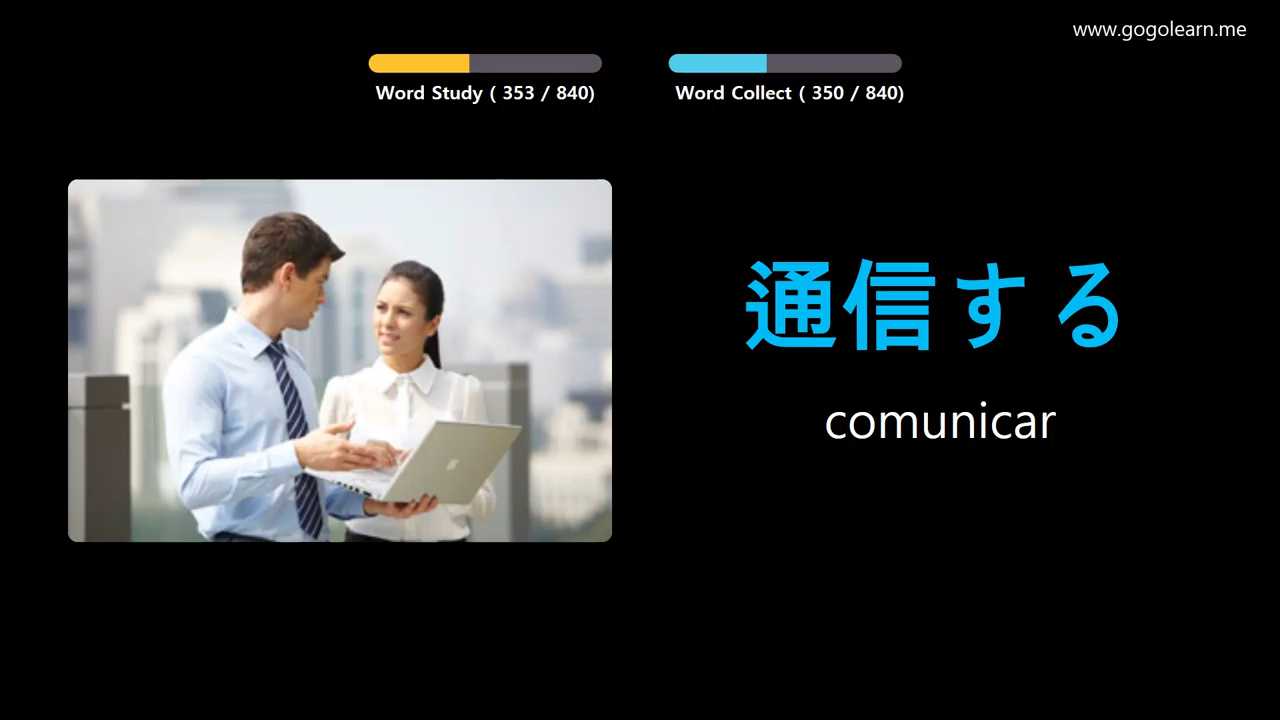 www.gogolearn.me
Word Study ( 353 / 840)
Word Collect ( 350 / 840)
通信する
comunicar